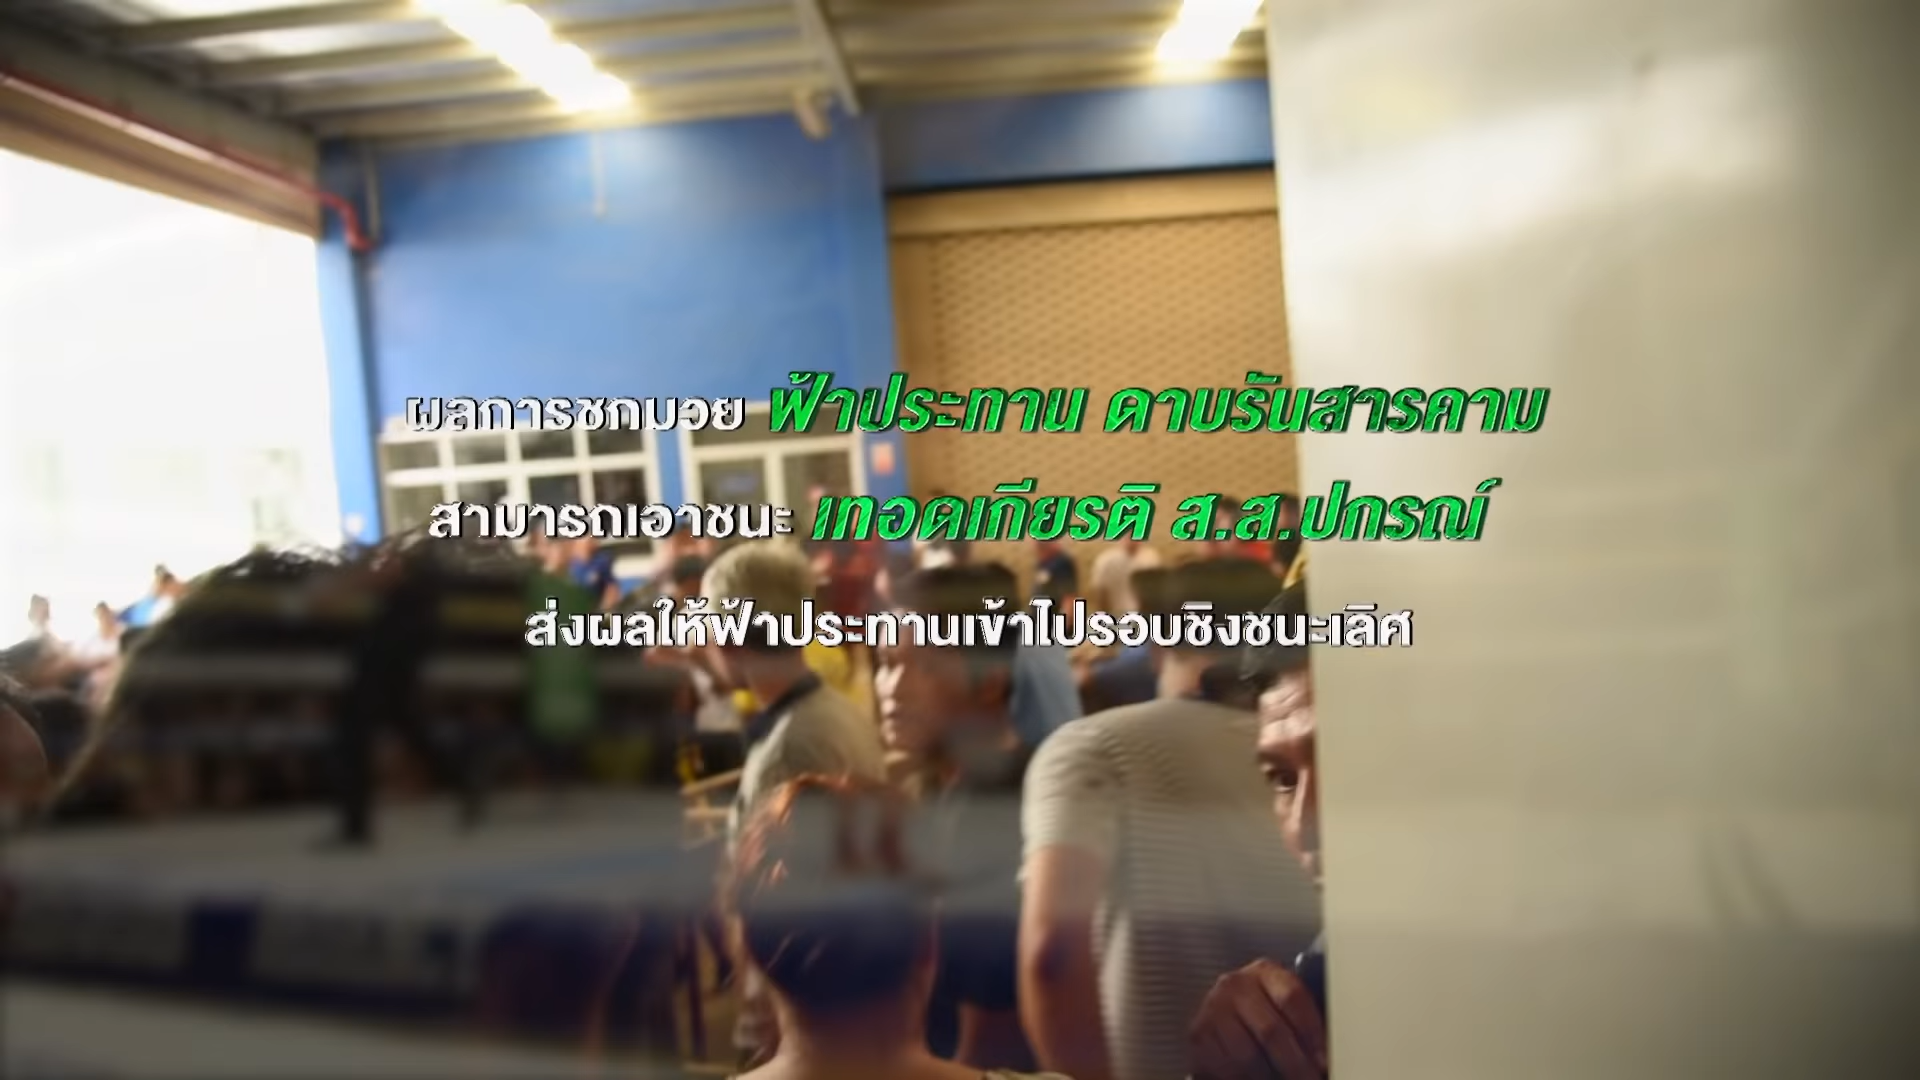 ผลการชกมวย ฟ้าประทาน ดาบรันสารคาม
สามารถเอาชนะ เทอดเกียรติ ส.ส.ปกรณ์
ส่งผลให้ฟ้าประทานเข้าไปรอบชิงชนะเลิศ